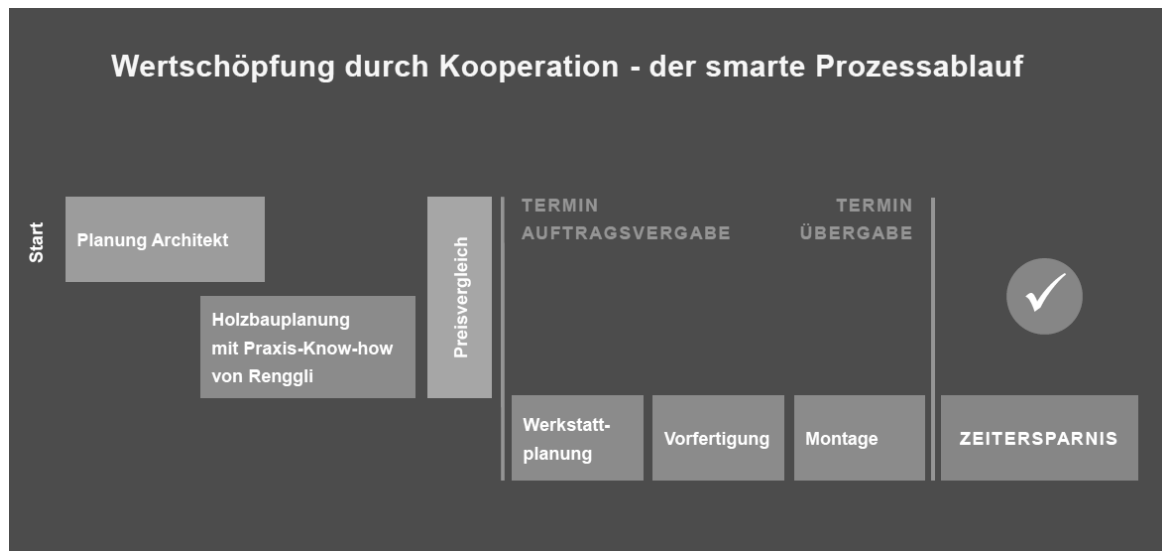 Wertschöpfung durch Kooperation - der smarte Prozessablauf
Start
Planung Architekt
Holzbauplanung
mit Praxis-Know-how
von Renggli
Preisvergleich
TERMIN
AUFTRAGSVERGABE
TERMIN
ÜBERGABE
Werkstatt-
planung
Vorfertigung
Montage
ZEITERSPARNIS